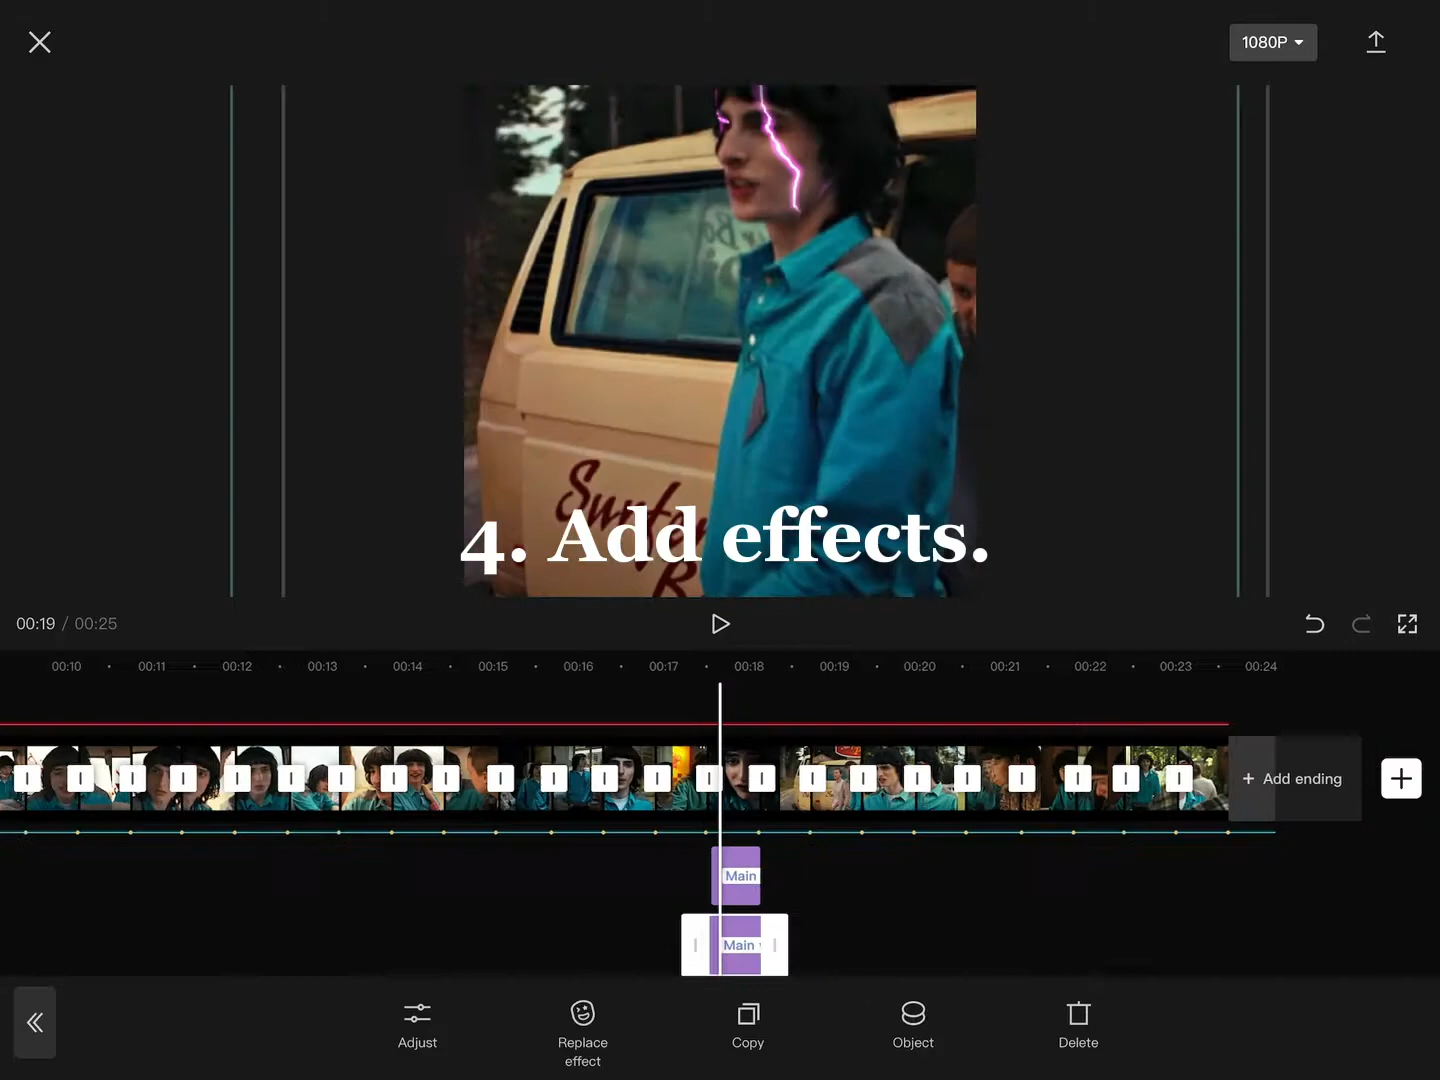 1080P
Surfer
B
4. Add effects.
00:19 / 00:25
00:10 00:11 00:12 00:13 00:14 00:15 00:16 00:17 00:18 00:19 00:20 00:21 00:22 00:23 00:24
+ Add ending
Main
Main
Adjust
Replace
effect
Copy
Object
Delete